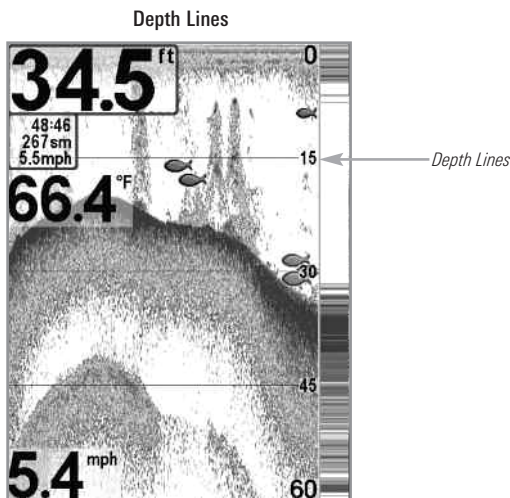 Depth Lines
34.5 ft
0
48:46
267sm
5.5mph
15
Depth Lines
66.4 °F
30
45
5.4 mph
60